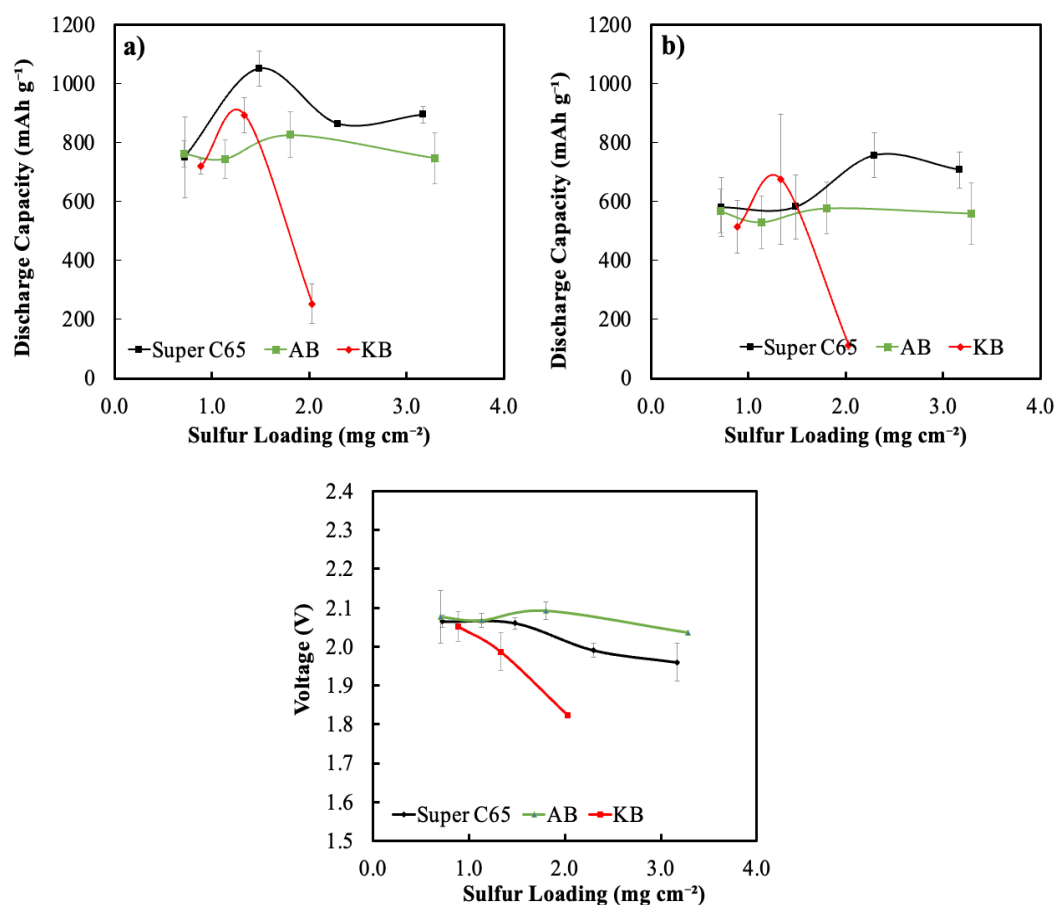 a)
Discharge Capacity (mAh g⁻¹)
1200
1000
800
600
400
200
0
Super C65 AB KB
0.0 1.0 2.0 3.0 4.0
Sulfur Loading (mg cm⁻²)
b)
Discharge Capacity (mAh g⁻¹)
1200
1000
800
600
400
200
0
Super C65 AB KB
0.0 1.0 2.0 3.0 4.0
Sulfur Loading (mg cm⁻²)
Voltage (V)
2.4
2.3
2.2
2.1
2.0
1.9
1.8
1.7
1.6
1.5
Super C65 AB KB
0.0 1.0 2.0 3.0 4.0
Sulfur Loading (mg cm⁻²)